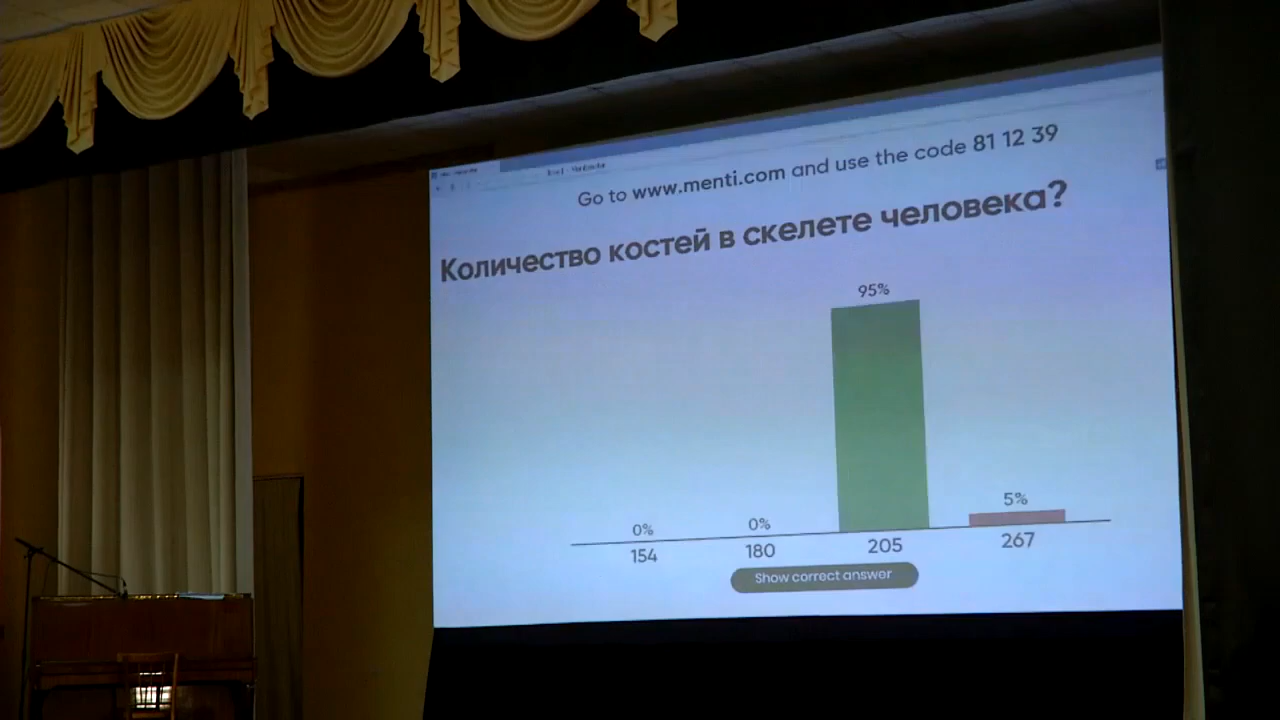 Go to www.menti.com and use the code 81 12 39
Количество костей в скелете человека?
95%
5%
0%
0%
154
180
205
267
Show correct answer